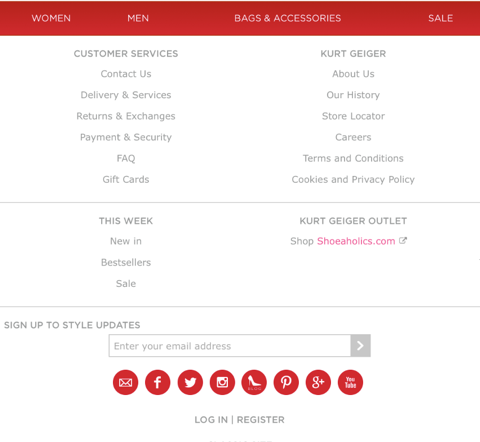 WOMEN MEN BAGS & ACCESSORIES SALE
CUSTOMER SERVICES
Contact Us
Delivery & Services
Returns & Exchanges
Payment & Security
FAQ
Gift Cards
KURT GEIGER
About Us
Our History
Store Locator
Careers
Terms and Conditions
Cookies and Privacy Policy
THIS WEEK
New in
Bestsellers
Sale
KURT GEIGER OUTLET
Shop Shoeaholics.com
SIGN UP TO STYLE UPDATES
Enter your email address
BLOG
g+
You
Tube
LOG IN | REGISTER